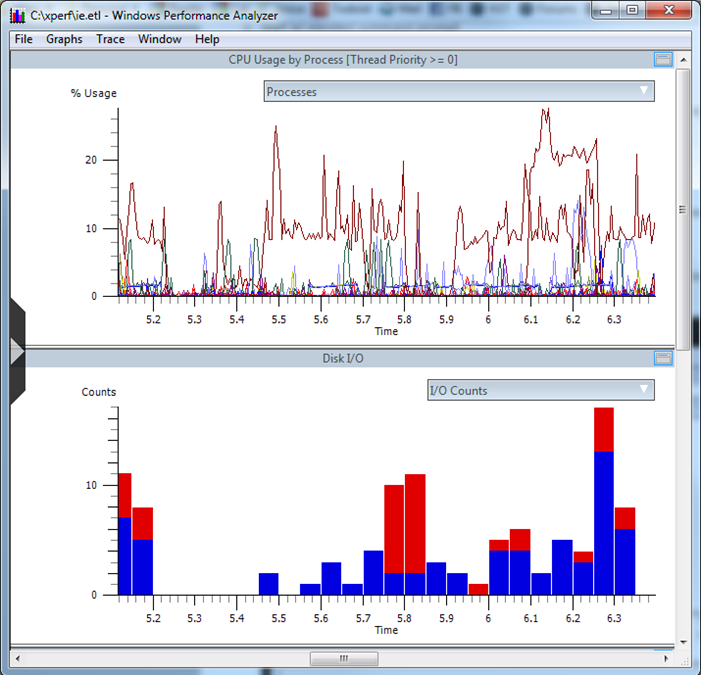 C:\xperf\ie.etl - Windows Performance Analyzer
File Graphs Trace Window Help
CPU Usage by Process [Thread Priority >= 0]
% Usage
Processes
20
10
0
5.2 5.3 5.4 5.5 5.6 5.7 5.8 5.9 6 6.1 6.2 6.3
Time
Disk I/O
Counts
I/O Counts
10
0
5.2 5.3 5.4 5.5 5.6 5.7 5.8 5.9 6 6.1 6.2 6.3
Time